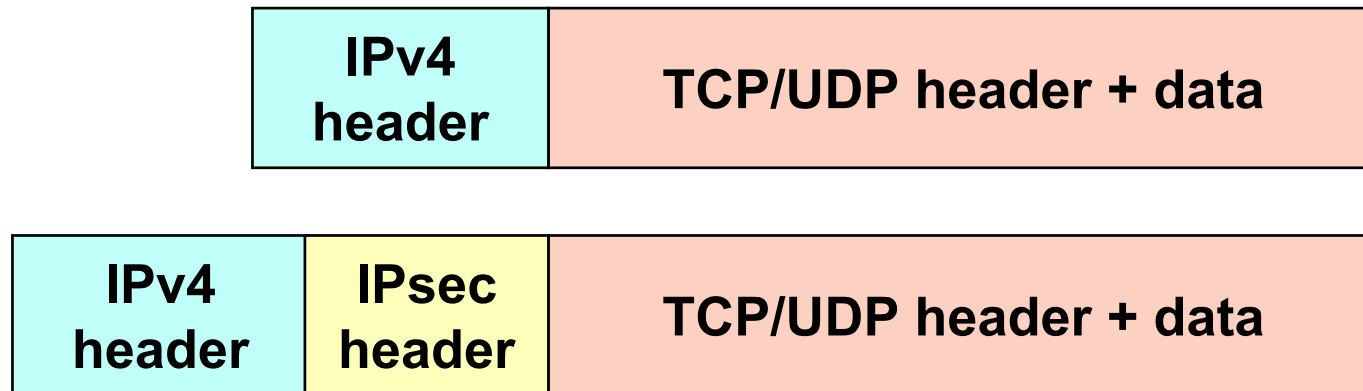 IPv4
header
TCP/UDP header + data
IPv4
header
IPsec
header
TCP/UDP header + data